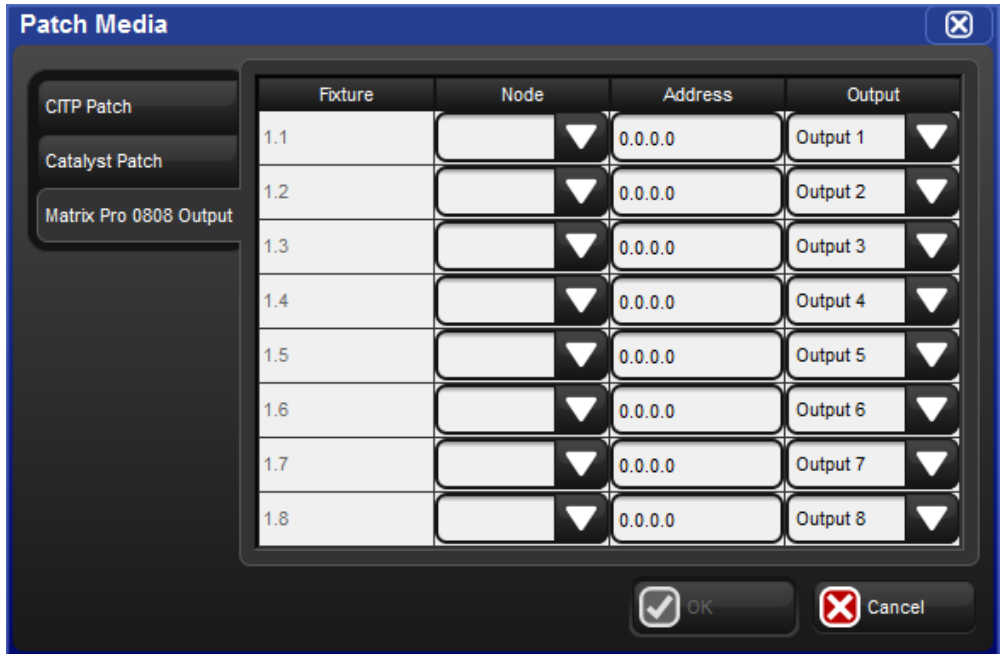 Patch Media
CITP Patch
Catalyst Patch
Matrix Pro 0808 Output
Fixture Node Address Output
1.1 0.0.0.0 Output 1
1.2 0.0.0.0 Output 2
1.3 0.0.0.0 Output 3
1.4 0.0.0.0 Output 4
1.5 0.0.0.0 Output 5
1.6 0.0.0.0 Output 6
1.7 0.0.0.0 Output 7
1.8 0.0.0.0 Output 8
OK Cancel